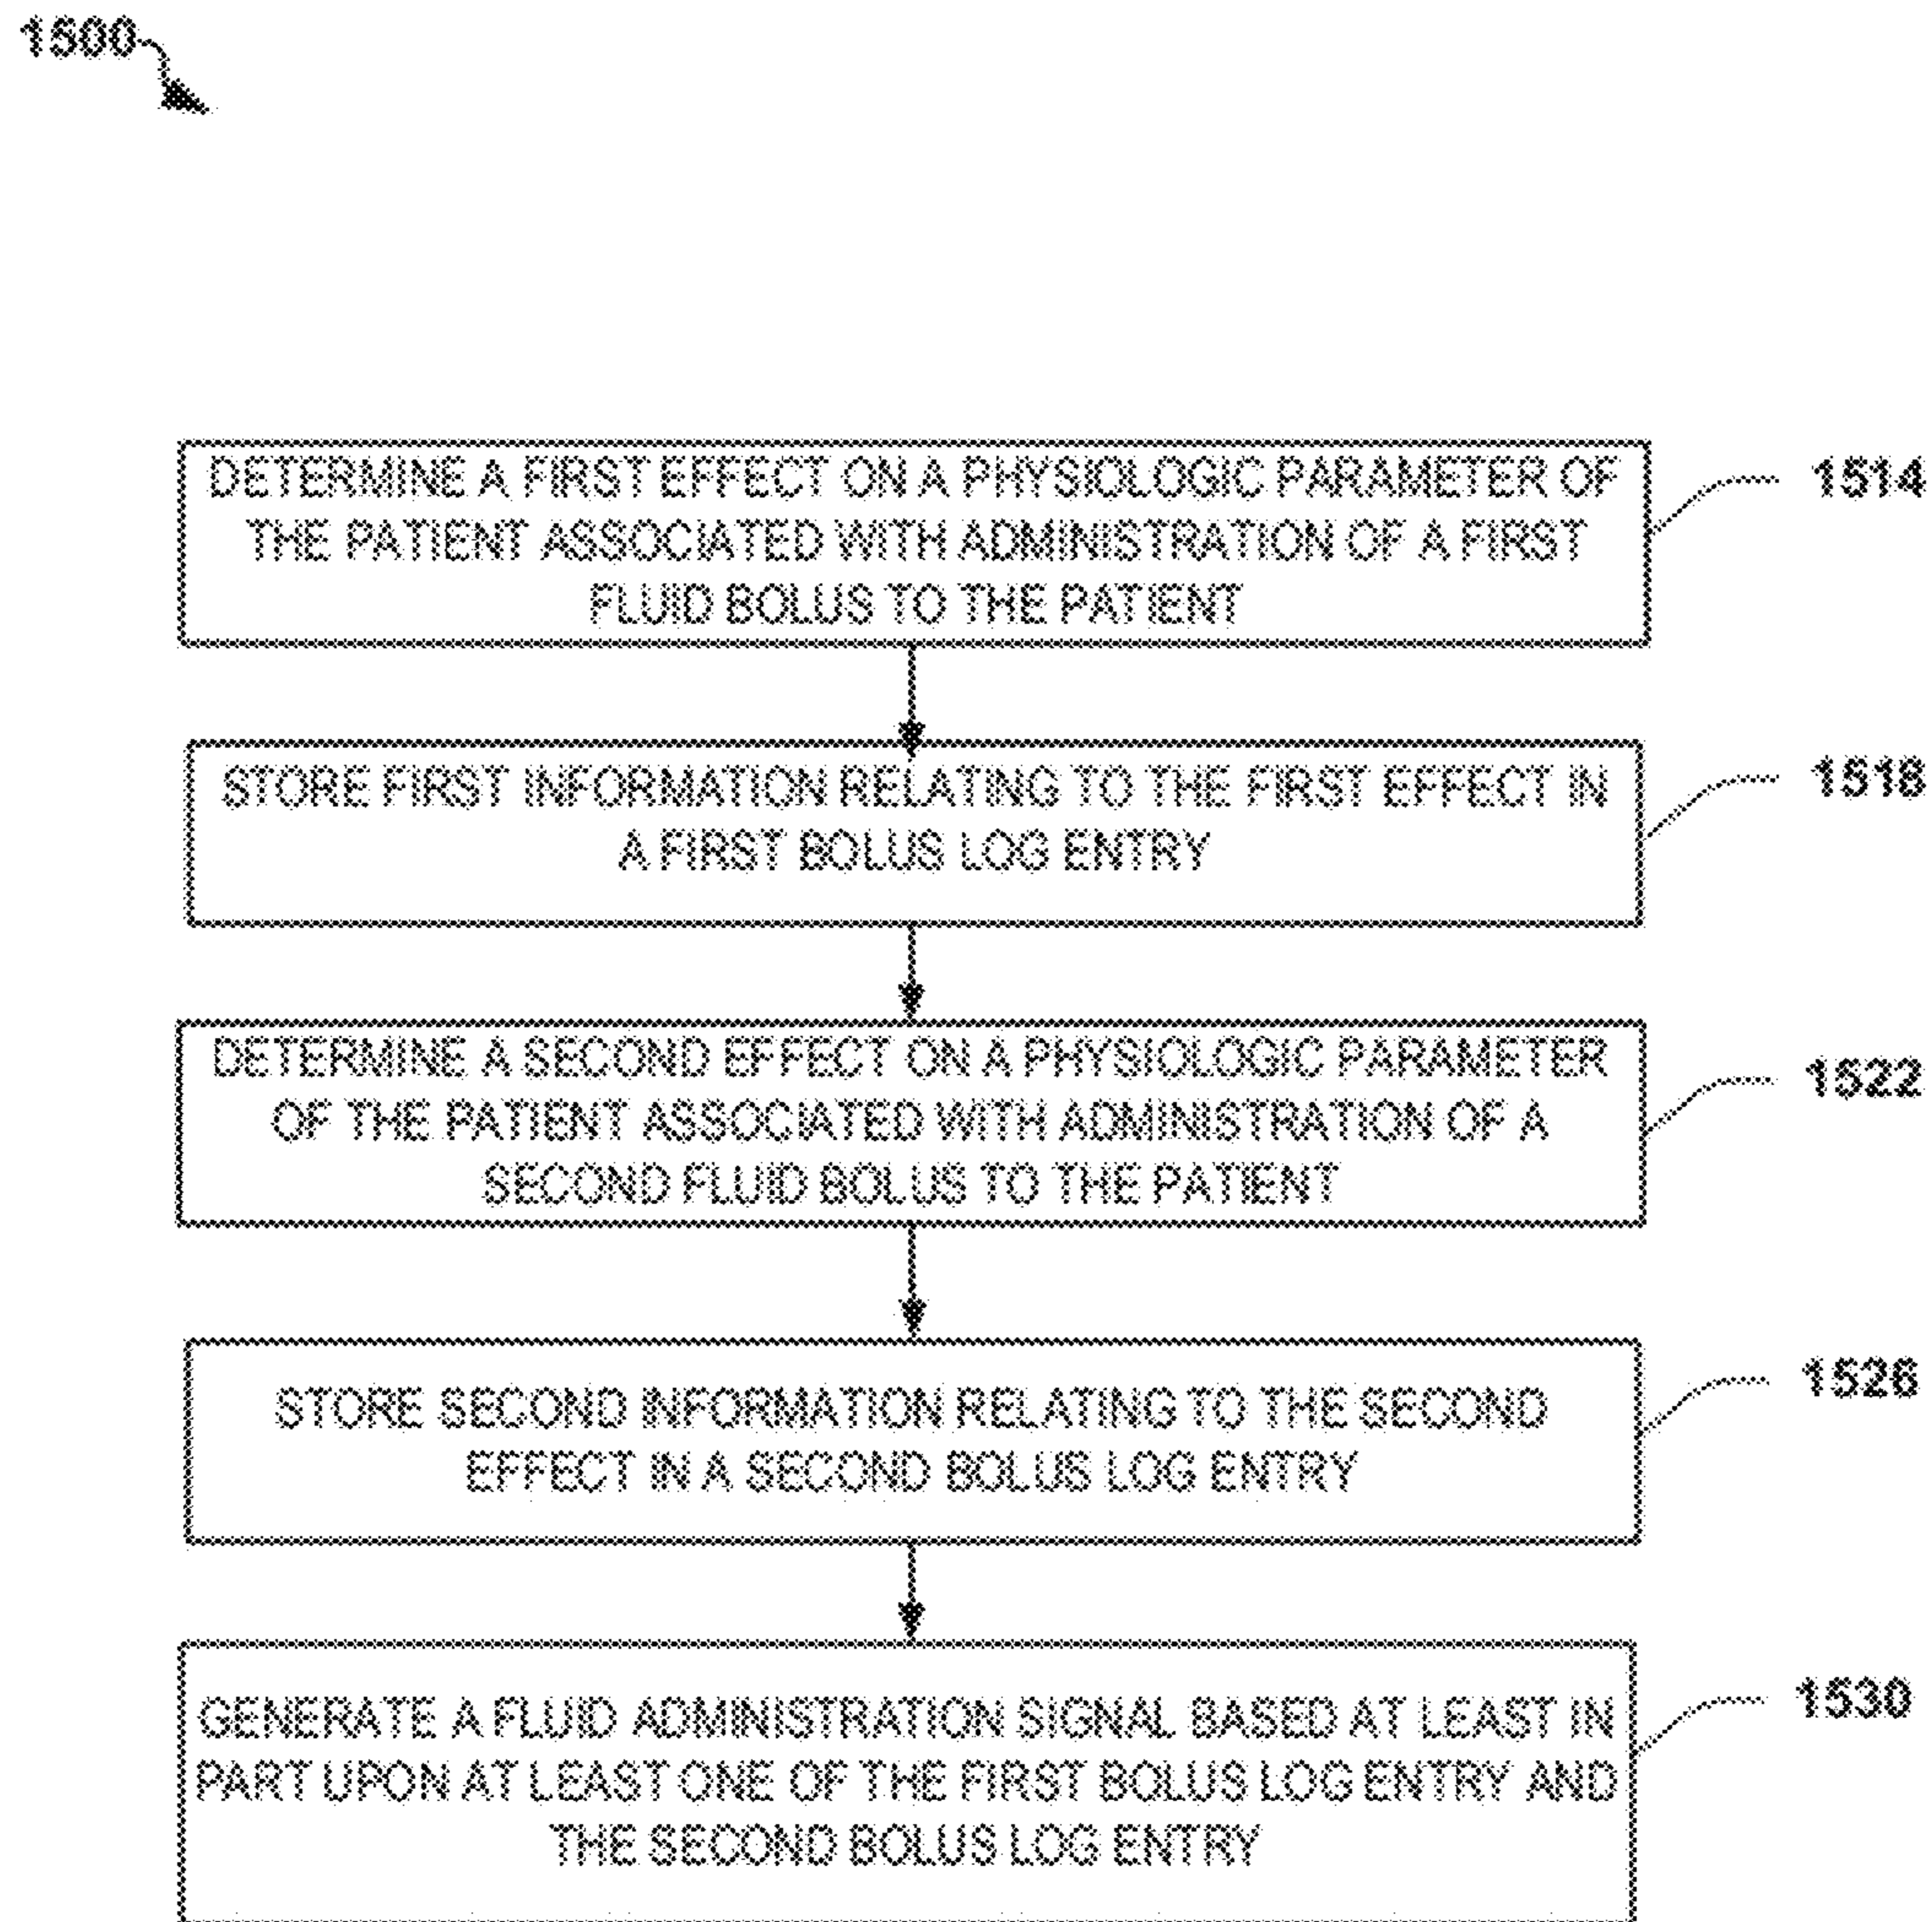 1500
DETERMINE A FIRST EFFECT ON A PHYSIOLOGIC PARAMETER OF
THE PATIENT ASSOCIATED WITH ADMINISTRATION OF A FIRST
FLUID BOLUS TO THE PATIENT
1514
STORE FIRST INFORMATION RELATING TO THE FIRST EFFECT IN
A FIRST BOLUS LOG ENTRY
1518
DETERMINE A SECOND EFFECT ON A PHYSIOLOGIC PARAMETER
OF THE PATIENT ASSOCIATED WITH ADMINISTRATION OF A
SECOND FLUID BOLUS TO THE PATIENT
1522
STORE SECOND INFORMATION RELATING TO THE SECOND
EFFECT IN A SECOND BOLUS LOG ENTRY
1526
GENERATE A FLUID ADMINISTRATION SIGNAL BASED AT LEAST IN
PART UPON AT LEAST ONE OF THE FIRST BOLUS LOG ENTRY AND
THE SECOND BOLUS LOG ENTRY
1530